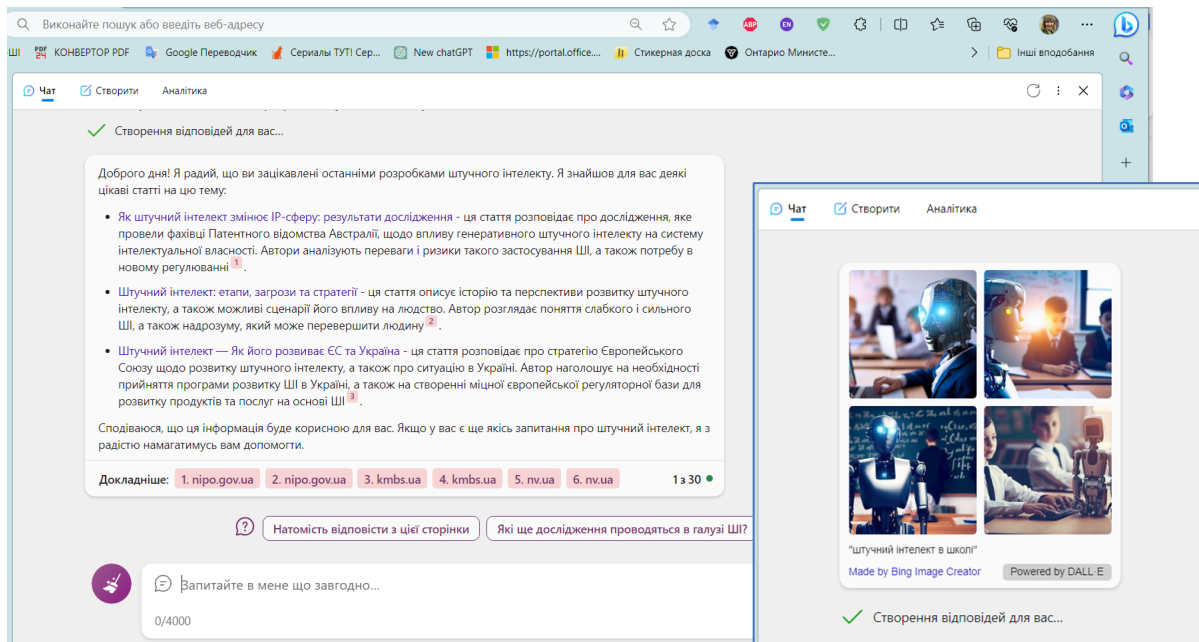 Виконайте пошук або введіть веб-адресу
ABP
EN
ШІ
PDF 24
КОНВЕРТОР PDF
Google Переводчик
Сериалы ТУТ! Сер...
New chatGPT
https://portal.office....
Стикерная доска
Онтарио Министе...
Інші вподобання
Чат
Створити
Аналітика
Створення відповідей для вас...
Доброго дня! Я радий, що ви зацікавлені останніми розробками штучного інтелекту. Я знайшов для вас деякі
цікаві статті на цю тему:
• Як штучний інтелект змінює IP-сферу: результати дослідження - ця стаття розповідає про дослідження, яке
провели фахівці Патентного відомства Австралії, щодо впливу генеративного штучного інтелекту на систему
інтелектуальної власності. Автори аналізують переваги і ризики такого застосування ШІ, а також потребу в
новому регулюванні 1 .
• Штучний інтелект: етапи, загрози та стратегії - ця стаття описує історію та перспективи розвитку штучного
інтелекту, а також можливі сценарії його впливу на людство. Автор розглядає поняття слабкого і сильного
ШІ, а також надрозуму, який може перевершити людину 2 .
• Штучний інтелект — Як його розвиває ЄС та Україна - ця стаття розповідає про стратегію Європейського
Союзу щодо розвитку штучного інтелекту, а також про ситуацію в Україні. Автор наголошує на необхідності
прийняття програми розвитку ШІ в Україні, а також на створенні міцної європейської регуляторної бази для
розвитку продуктів та послуг на основі ШІ 3 .
Сподіваюся, що ця інформація буде корисною для вас. Якщо у вас є ще якісь запитання про штучний інтелект, я з
радістю намагатимусь вам допомогти.
Докладніше: 1. nipo.gov.ua 2. nipo.gov.ua 3. kmbs.ua 4. kmbs.ua 5. nv.ua 6. nv.ua 1 з 30
Натомість відповісти з цієї сторінки
Які ще дослідження проводяться в галузі ШІ?
Запитайте в мене що завгодно...
0/4000
Чат
Створити
Аналітика
"штучний інтелект в школі"
Made by Bing Image Creator
Powered by DALL·E
Створення відповідей для вас...